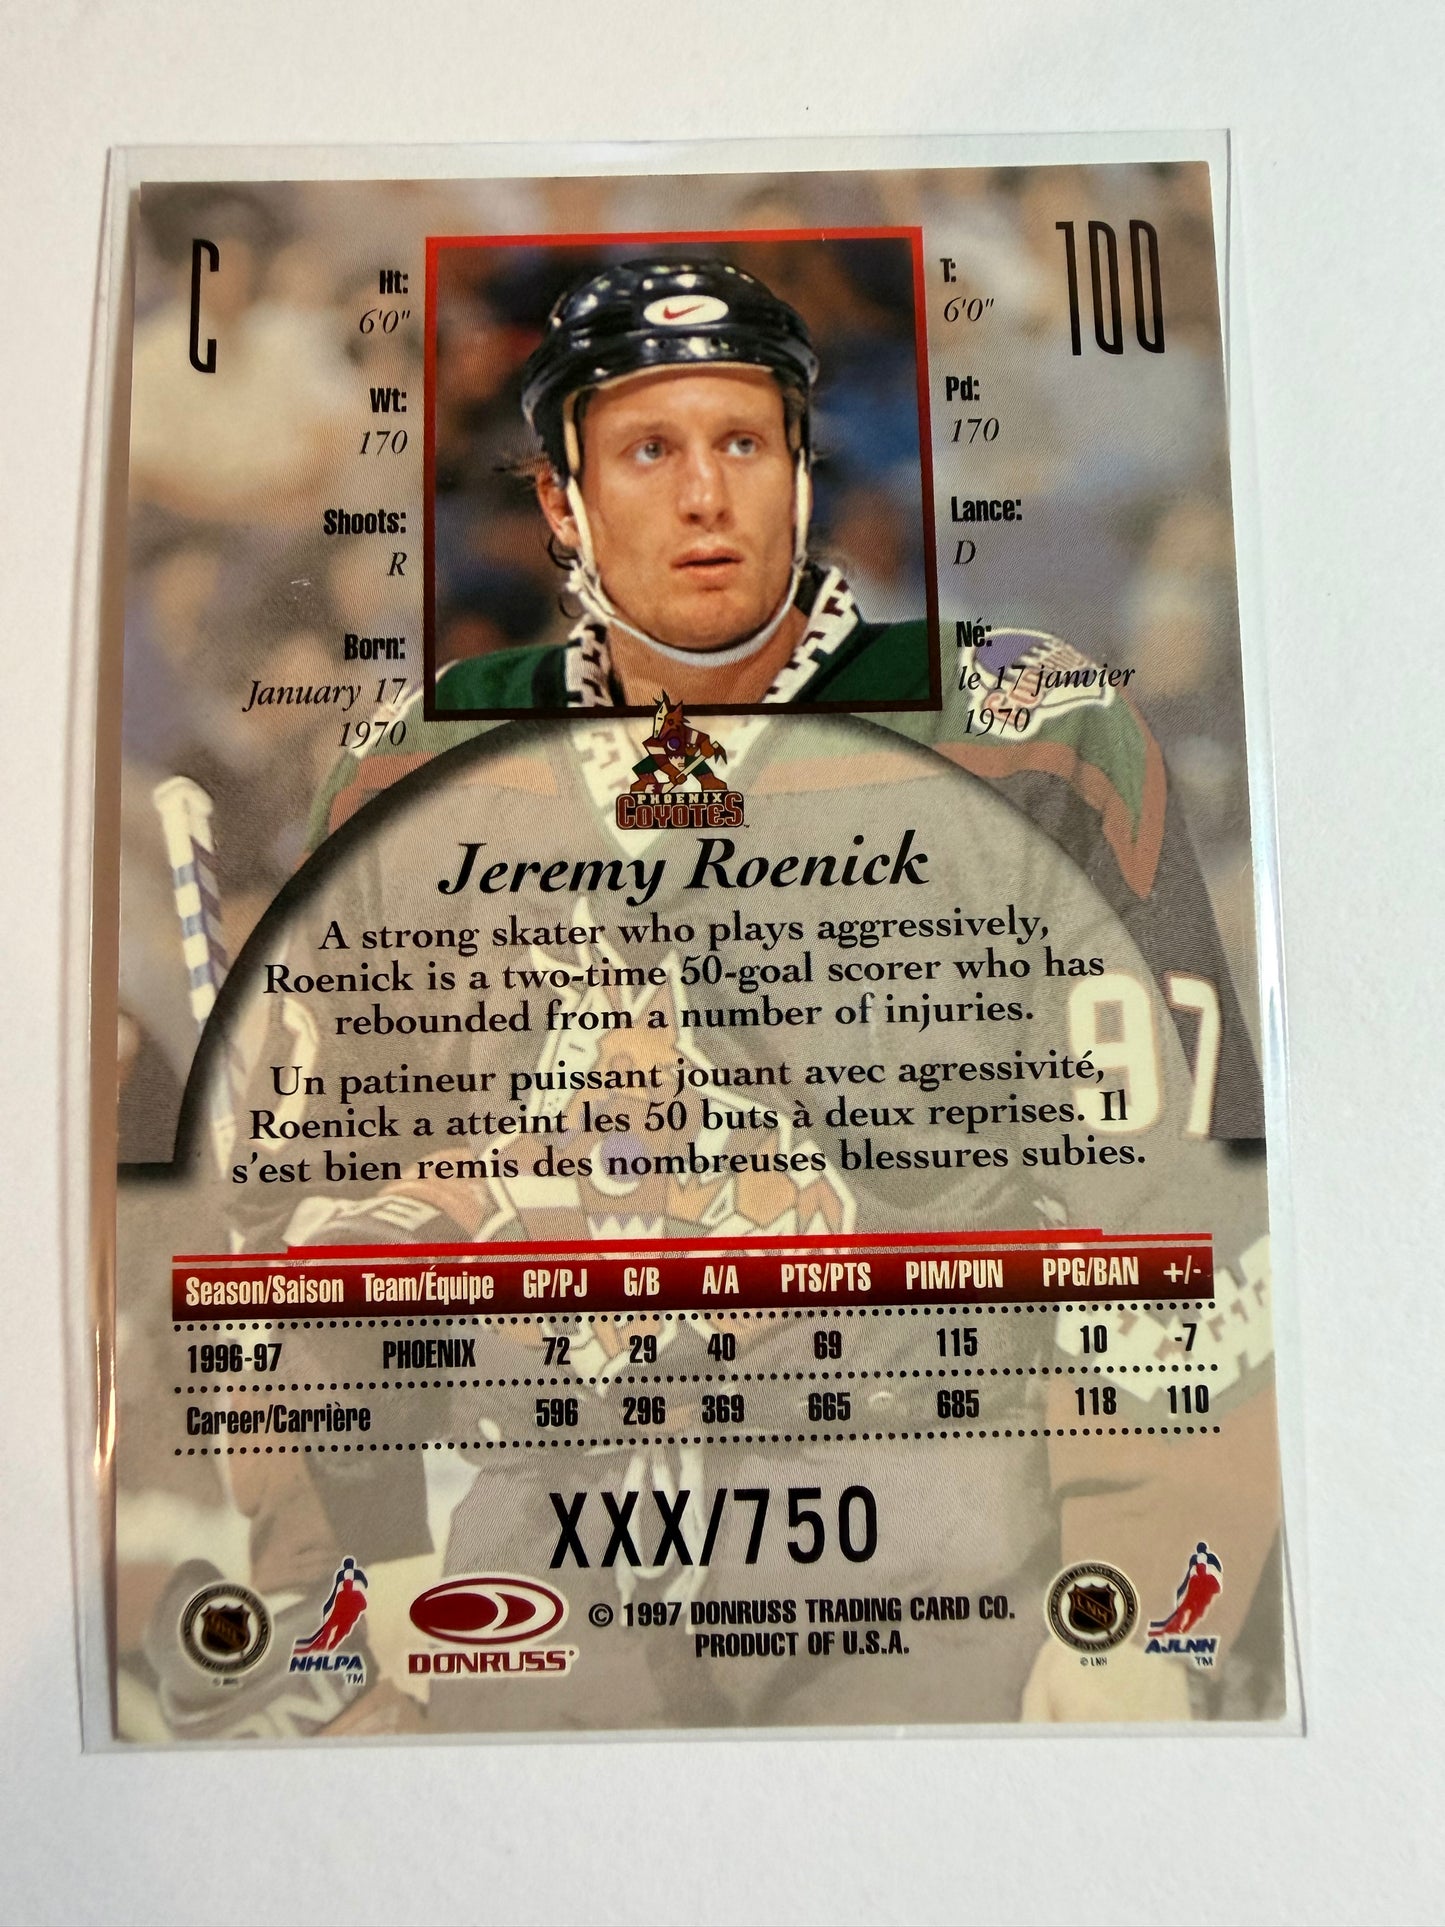 C
100
Ht:
6'0"
Wt:
170
Shoots:
R
Born:
January 17
1970
T:
6'0"
Pd:
170
Lance:
D
Né:
le 17 janvier
1970
PHOENIX
COYOTES
Jeremy Roenick
A strong skater who plays aggressively,
Roenick is a two-time 50-goal scorer who has
rebounded from a number of injuries.
Un patineur puissant jouant avec agressivité,
Roenick a atteint les 50 buts à deux reprises. Il
s'est bien remis des nombreuses blessures subies.
97
Season/Saison Team/Équipe GP/PJ G/B A/A PTS/PTS PIM/PUN PPG/BAN +/-
1996-97 PHOENIX 72 29 40 69 115 10 -7
Career/Carrière 596 296 369 665 685 118 110
XXX/750
NHLPA
TM
DONRUSS
© 1997 DONRUSS TRADING CARD CO.
PRODUCT OF U.S.A.
LNH
© LNH
AJLNH
TM